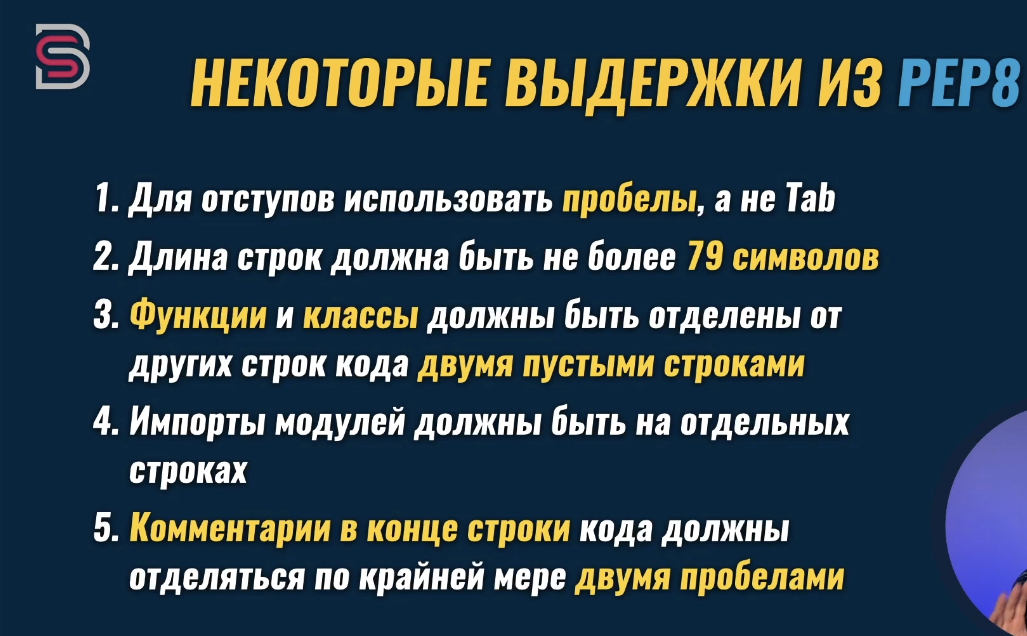 НЕКОТОРЫЕ ВЫДЕРЖКИ ИЗ PEP8
1. Для отступов использовать пробелы, а не Tab
2. Длина строк должна быть не более 79 символов
3. Функции и классы должны быть отделены от
других строк кода двумя пустыми строками
4. Импорты модулей должны быть на отдельных
строках
5. Комментарии в конце строки кода должны
отделяться по крайней мере двумя пробелами